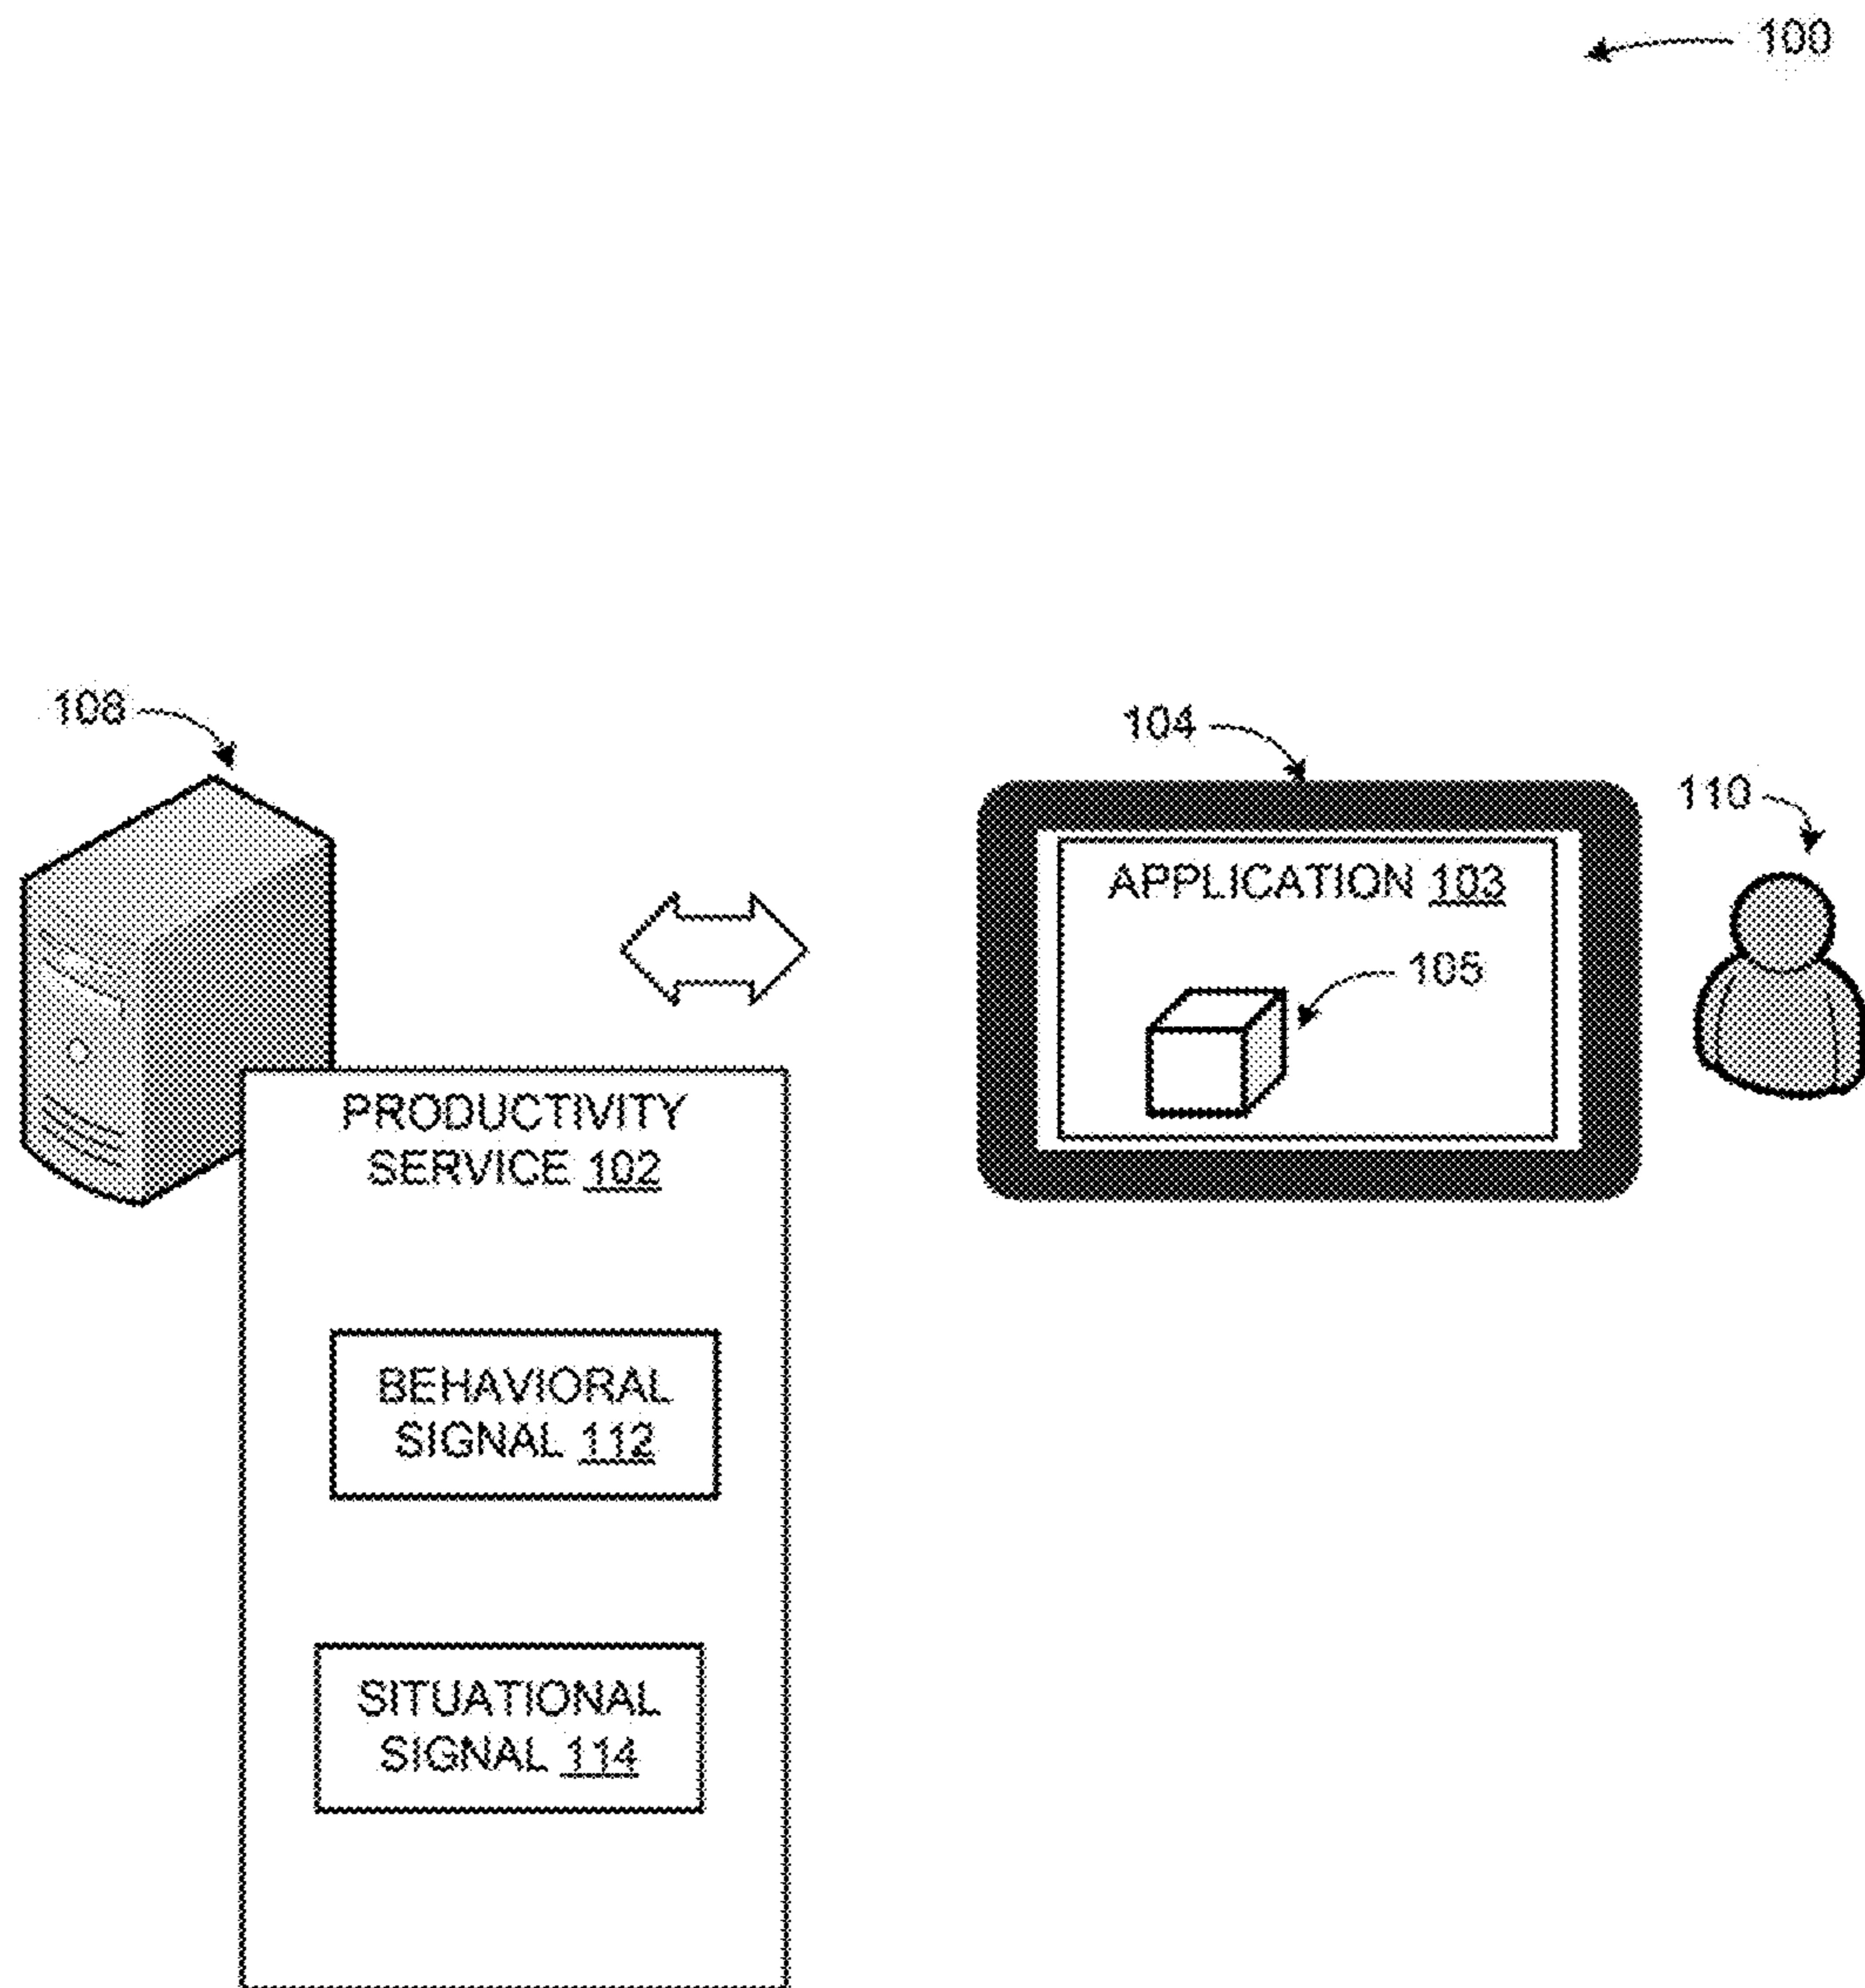 100
108
104
110
APPLICATION 103
105
PRODUCTIVITY
SERVICE 102
BEHAVIORAL
SIGNAL 112
SITUATIONAL
SIGNAL 114